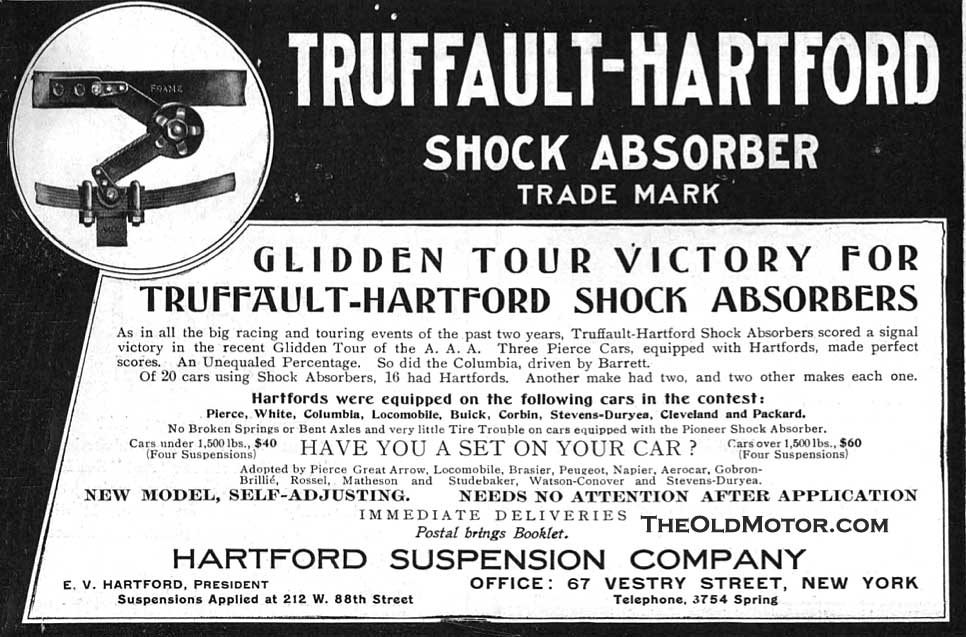 FRAME
AXLE
TRUFFAULT-HARTFORD
SHOCK ABSORBER
TRADE MARK
GLIDDEN TOUR VICTORY FOR
TRUFFAULT-HARTFORD SHOCK ABSORBERS
As in all the big racing and touring events of the past two years, Truffault-Hartford Shock Absorbers scored a signal
victory in the recent Glidden Tour of the A. A. A. Three Pierce Cars, equipped with Hartfords, made perfect
scores. An Unequaled Percentage. So did the Columbia, driven by Barrett.
Of 20 cars using Shock Absorbers, 16 had Hartfords. Another make had two, and two other makes each one.
Hartfords were equipped on the following cars in the contest:
Pierce, White, Columbia, Locomobile, Buick, Corbin, Stevens-Duryea, Cleveland and Packard.
No Broken Springs or Bent Axles and very little Tire Trouble on cars equipped with the Pioneer Shock Absorber.
Cars under 1,500 lbs., $40
(Four Suspensions)
HAVE YOU A SET ON YOUR CAR?
Cars over 1,500 lbs., $60
(Four Suspensions)
Adopted by Pierce Great Arrow, Locomobile, Brasier, Peugeot, Napier, Aerocar, Gobron-
Brillié, Rossel, Matheson and Studebaker, Watson-Conover and Stevens-Duryea.
NEW MODEL, SELF-ADJUSTING. NEEDS NO ATTENTION AFTER APPLICATION
IMMEDIATE DELIVERIES
THEOLDMOTOR.COM
Postal brings Booklet.
HARTFORD SUSPENSION COMPANY
E. V. HARTFORD, PRESIDENT
OFFICE: 67 VESTRY STREET, NEW YORK
Suspensions Applied at 212 W. 88th Street
Telephone, 3754 Spring